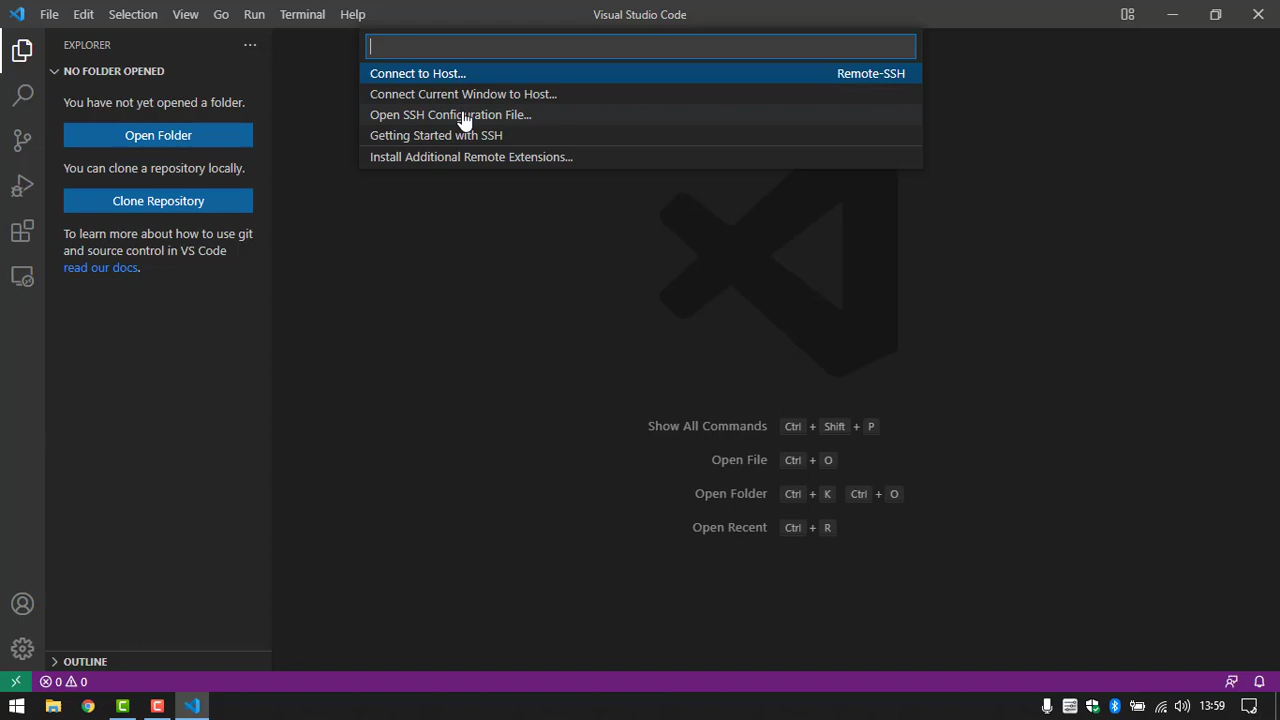 File Edit Selection View Go Run Terminal Help Visual Studio Code
EXPLORER
NO FOLDER OPENED
You have not yet opened a folder.
Open Folder
You can clone a repository locally.
Clone Repository
To learn more about how to use git
and source control in VS Code
read our docs.
Connect to Host... Remote-SSH
Connect Current Window to Host...
Open SSH Configuration File...
Getting Started with SSH
Install Additional Remote Extensions...
Show All Commands Ctrl + Shift + P
Open File Ctrl + O
Open Folder Ctrl + K Ctrl + O
Open Recent Ctrl + R
OUTLINE
0 0
13:59